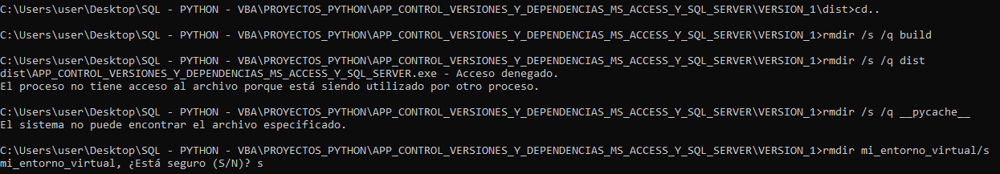 C:\Users\user\Desktop\SQL - PYTHON - VBA\PROYECTOS_PYTHON\APP_CONTROL_VERSIONES_Y_DEPENDENCIAS_MS_ACCESS_Y_SQL_SERVER\VERSION_1\dist>cd..
C:\Users\user\Desktop\SQL - PYTHON - VBA\PROYECTOS_PYTHON\APP_CONTROL_VERSIONES_Y_DEPENDENCIAS_MS_ACCESS_Y_SQL_SERVER\VERSION_1>rmdir /s /q build
C:\Users\user\Desktop\SQL - PYTHON - VBA\PROYECTOS_PYTHON\APP_CONTROL_VERSIONES_Y_DEPENDENCIAS_MS_ACCESS_Y_SQL_SERVER\VERSION_1>rmdir /s /q dist
dist\APP_CONTROL_VERSIONES_Y_DEPENDENCIAS_MS_ACCESS_Y_SQL_SERVER.exe - Acceso denegado.
El proceso no tiene acceso al archivo porque está siendo utilizado por otro proceso.
C:\Users\user\Desktop\SQL - PYTHON - VBA\PROYECTOS_PYTHON\APP_CONTROL_VERSIONES_Y_DEPENDENCIAS_MS_ACCESS_Y_SQL_SERVER\VERSION_1>rmdir /s /q __pycache__
El sistema no puede encontrar el archivo especificado.
C:\Users\user\Desktop\SQL - PYTHON - VBA\PROYECTOS_PYTHON\APP_CONTROL_VERSIONES_Y_DEPENDENCIAS_MS_ACCESS_Y_SQL_SERVER\VERSION_1>rmdir mi_entorno_virtual/s
mi_entorno_virtual, ¿Está seguro (S/N)? s